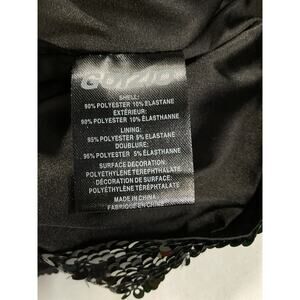 SHELL:
90% POLYESTER 10% ELASTANE
EXTÉRIEUR:
90% POLYESTER 10% ÉLASTHANNE
LINING:
95% POLYESTER 5% ELASTANE
DOUBLURE:
95% POLYESTER 5% ÉLASTHANNE
SURFACE DECORATION:
POLYETHYLENE TEREPHTALATE
DÉCORATION DE SURFACE:
POLYÉTHYLÈNE TÉRÉPHTALATE
MADE IN CHINA
FABRIQUÉ EN CHINE